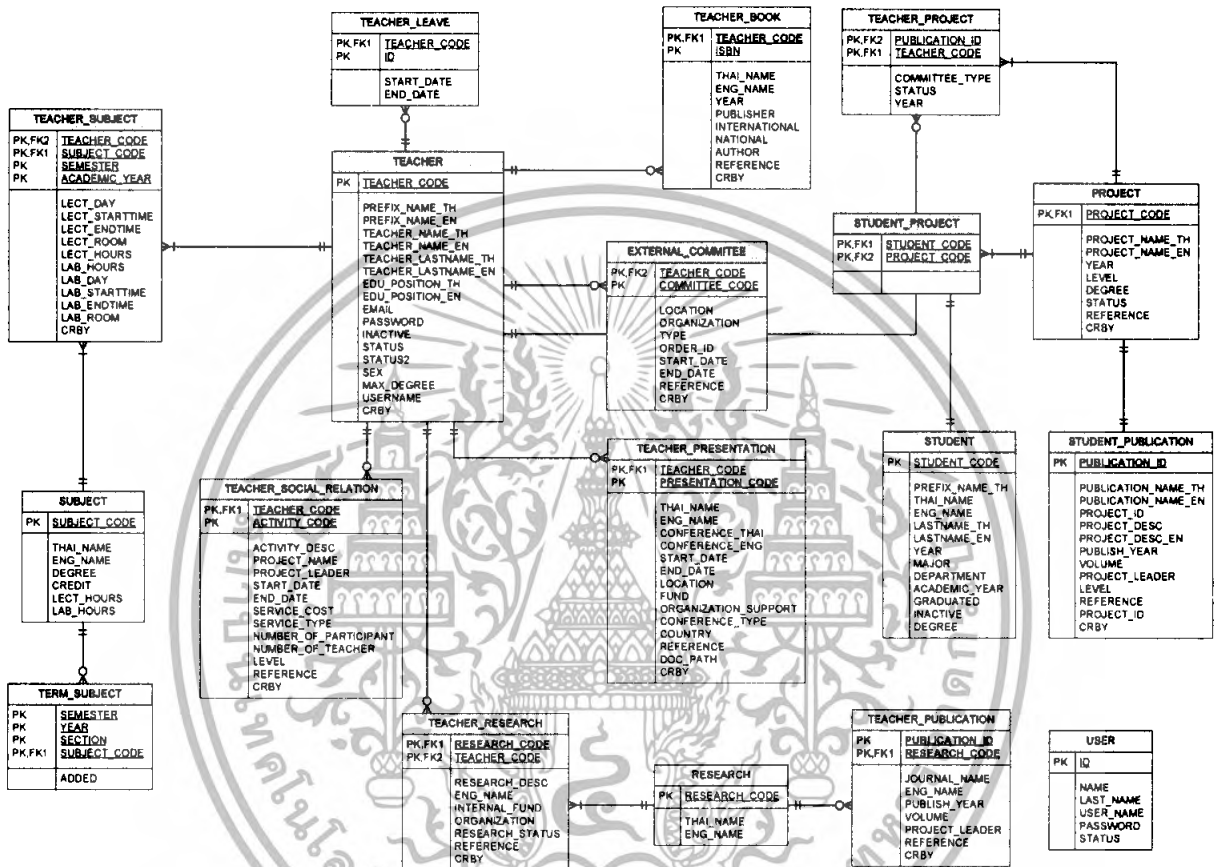 TEACHER_LEAVE
PK,FK1 TEACHER_CODE
PK ID
START_DATE
END_DATE
TEACHER_BOOK
PK,FK1 TEACHER_CODE
PK ISBN
THAI_NAME
ENG_NAME
YEAR
PUBLISHER
INTERNATIONAL
NATIONAL
AUTHOR
REFERENCE
CRBY
TEACHER_PROJECT
PK,FK2 PUBLICATION_ID
PK,FK1 TEACHER_CODE
COMMITTEE_TYPE
STATUS
YEAR
TEACHER_SUBJECT
PK,FK2 TEACHER_CODE
PK,FK1 SUBJECT_CODE
PK SEMESTER
PK ACADEMIC_YEAR
LECT_DAY
LECT_STARTTIME
LECT_ENDTIME
LECT_ROOM
LECT_HOURS
LAB_HOURS
LAB_DAY
LAB_STARTTIME
LAB_ENDTIME
LAB_ROOM
CRBY
TEACHER
PK TEACHER_CODE
PREFIX_NAME_TH
PREFIX_NAME_EN
TEACHER_NAME_TH
TEACHER_NAME_EN
TEACHER_LASTNAME_TH
TEACHER_LASTNAME_EN
EDU_POSITION_TH
EDU_POSITION_EN
EMAIL
PASSWORD
INACTIVE
STATUS
STATUS2
SEX
MAX_DEGREE
USERNAME
CRBY
EXTERNAL_COMMITEE
PK,FK2 TEACHER_CODE
PK COMMITTEE_CODE
LOCATION
ORGANIZATION
TYPE
ORDER_ID
START_DATE
END_DATE
REFERENCE
CRBY
STUDENT_PROJECT
PK,FK1 STUDENT_CODE
PK,FK2 PROJECT_CODE
PROJECT
PK,FK1 PROJECT_CODE
PROJECT_NAME_TH
PROJECT_NAME_EN
YEAR
LEVEL
DEGREE
STATUS
REFERENCE
CRBY
SUBJECT
PK SUBJECT_CODE
THAI_NAME
ENG_NAME
DEGREE
CREDIT
LECT_HOURS
LAB_HOURS
TEACHER_SOCIAL_RELATION
PK,FK1 TEACHER_CODE
PK ACTIVITY_CODE
ACTIVITY_DESC
PROJECT_NAME
PROJECT_LEADER
START_DATE
END_DATE
SERVICE_COST
SERVICE_TYPE
NUMBER_OF_PARTICIPANT
NUMBER_OF_TEACHER
LEVEL
REFERENCE
CRBY
TEACHER_PRESENTATION
PK,FK1 TEACHER_CODE
PK PRESENTATION_CODE
THAI_NAME
ENG_NAME
CONFERENCE_THAI
CONFERENCE_ENG
START_DATE
END_DATE
LOCATION
FUND
ORGANIZATION_SUPPORT
CONFERENCE_TYPE
COUNTRY
REFERENCE
DOC_PATH
CRBY
STUDENT
PK STUDENT_CODE
PREFIX_NAME_TH
THAI_NAME
ENG_NAME
LASTNAME_TH
LASTNAME_EN
YEAR
MAJOR
DEPARTMENT
ACADEMIC_YEAR
GRADUATED
INACTIVE
DEGREE
STUDENT_PUBLICATION
PK PUBLICATION_ID
PUBLICATION_NAME_TH
PUBLICATION_NAME_EN
PROJECT_ID
PROJECT_DESC
PROJECT_DESC_EN
PUBLISH_YEAR
VOLUME
PROJECT_LEADER
LEVEL
REFERENCE
PROJECT_ID
CRBY
TERM_SUBJECT
PK SEMESTER
PK YEAR
PK SECTION
PK,FK1 SUBJECT_CODE
ADDED
TEACHER_RESEARCH
PK,FK1 RESEARCH_CODE
PK,FK2 TEACHER_CODE
RESEARCH_DESC
ENG_NAME
INTERNAL_FUND
ORGANIZATION
RESEARCH_STATUS
REFERENCE
CRBY
RESEARCH
PK RESEARCH_CODE
THAI_NAME
ENG_NAME
TEACHER_PUBLICATION
PK PUBLICATION_ID
PK,FK1 RESEARCH_CODE
JOURNAL_NAME
ENG_NAME
PUBLISH_YEAR
VOLUME
PROJECT_LEADER
REFERENCE
CRBY
USER
PK ID
NAME
LAST_NAME
USER_NAME
PASSWORD
STATUS